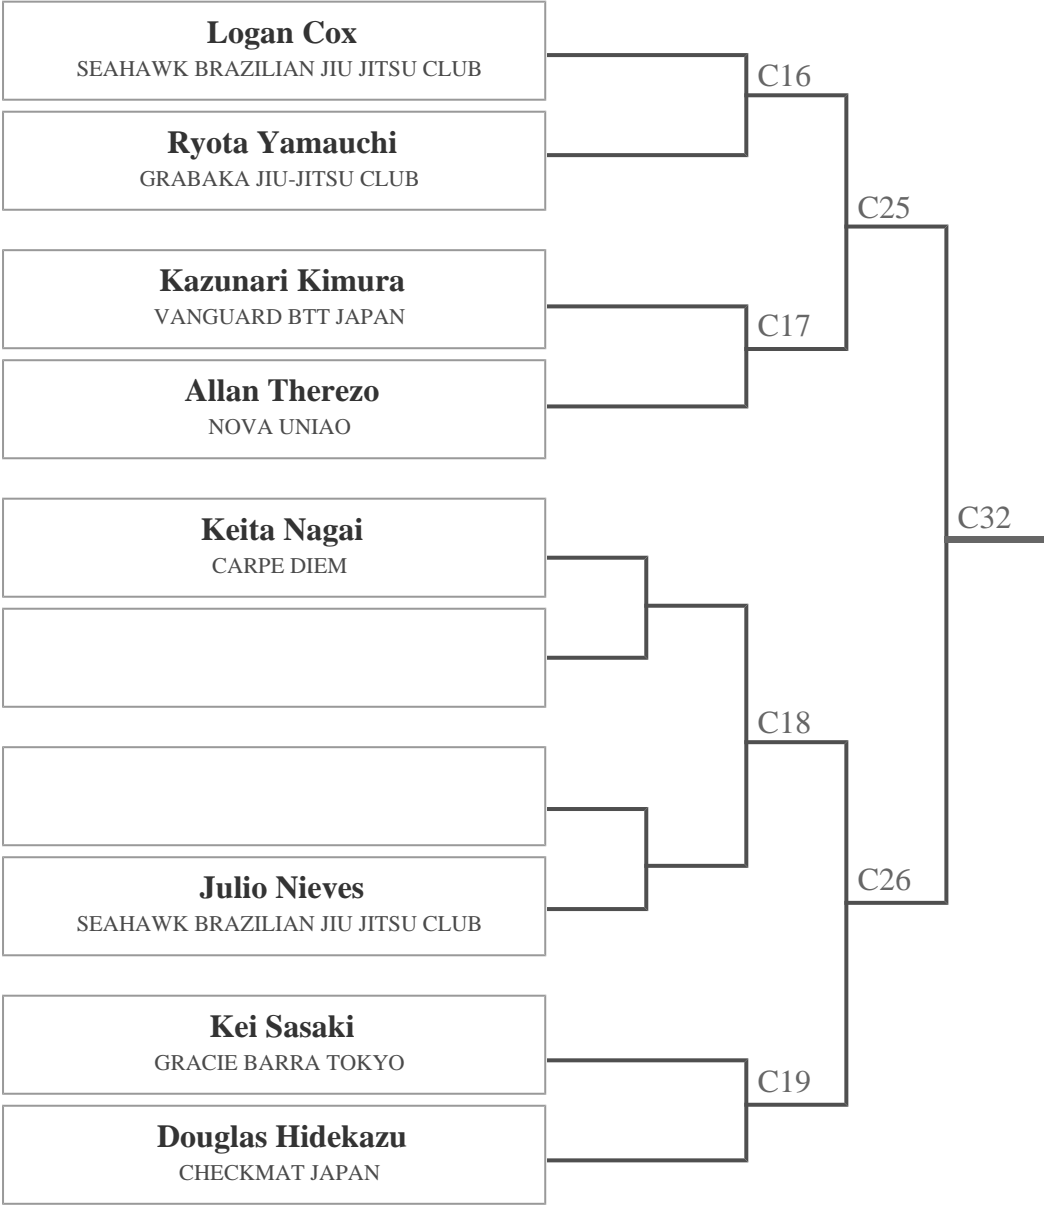 Logan Cox
SEAHAWK BRAZILIAN JIU JITSU CLUB
C16
Ryota Yamauchi
GRABAKA JIU-JITSU CLUB
C25
Kazunari Kimura
VANGUARD BTT JAPAN
C17
Allan Therezo
NOVA UNIAO
Keita Nagai
CARPE DIEM
C32
C18
Julio Nieves
SEAHAWK BRAZILIAN JIU JITSU CLUB
C26
Kei Sasaki
GRACIE BARRA TOKYO
C19
Douglas Hidekazu
CHECKMAT JAPAN